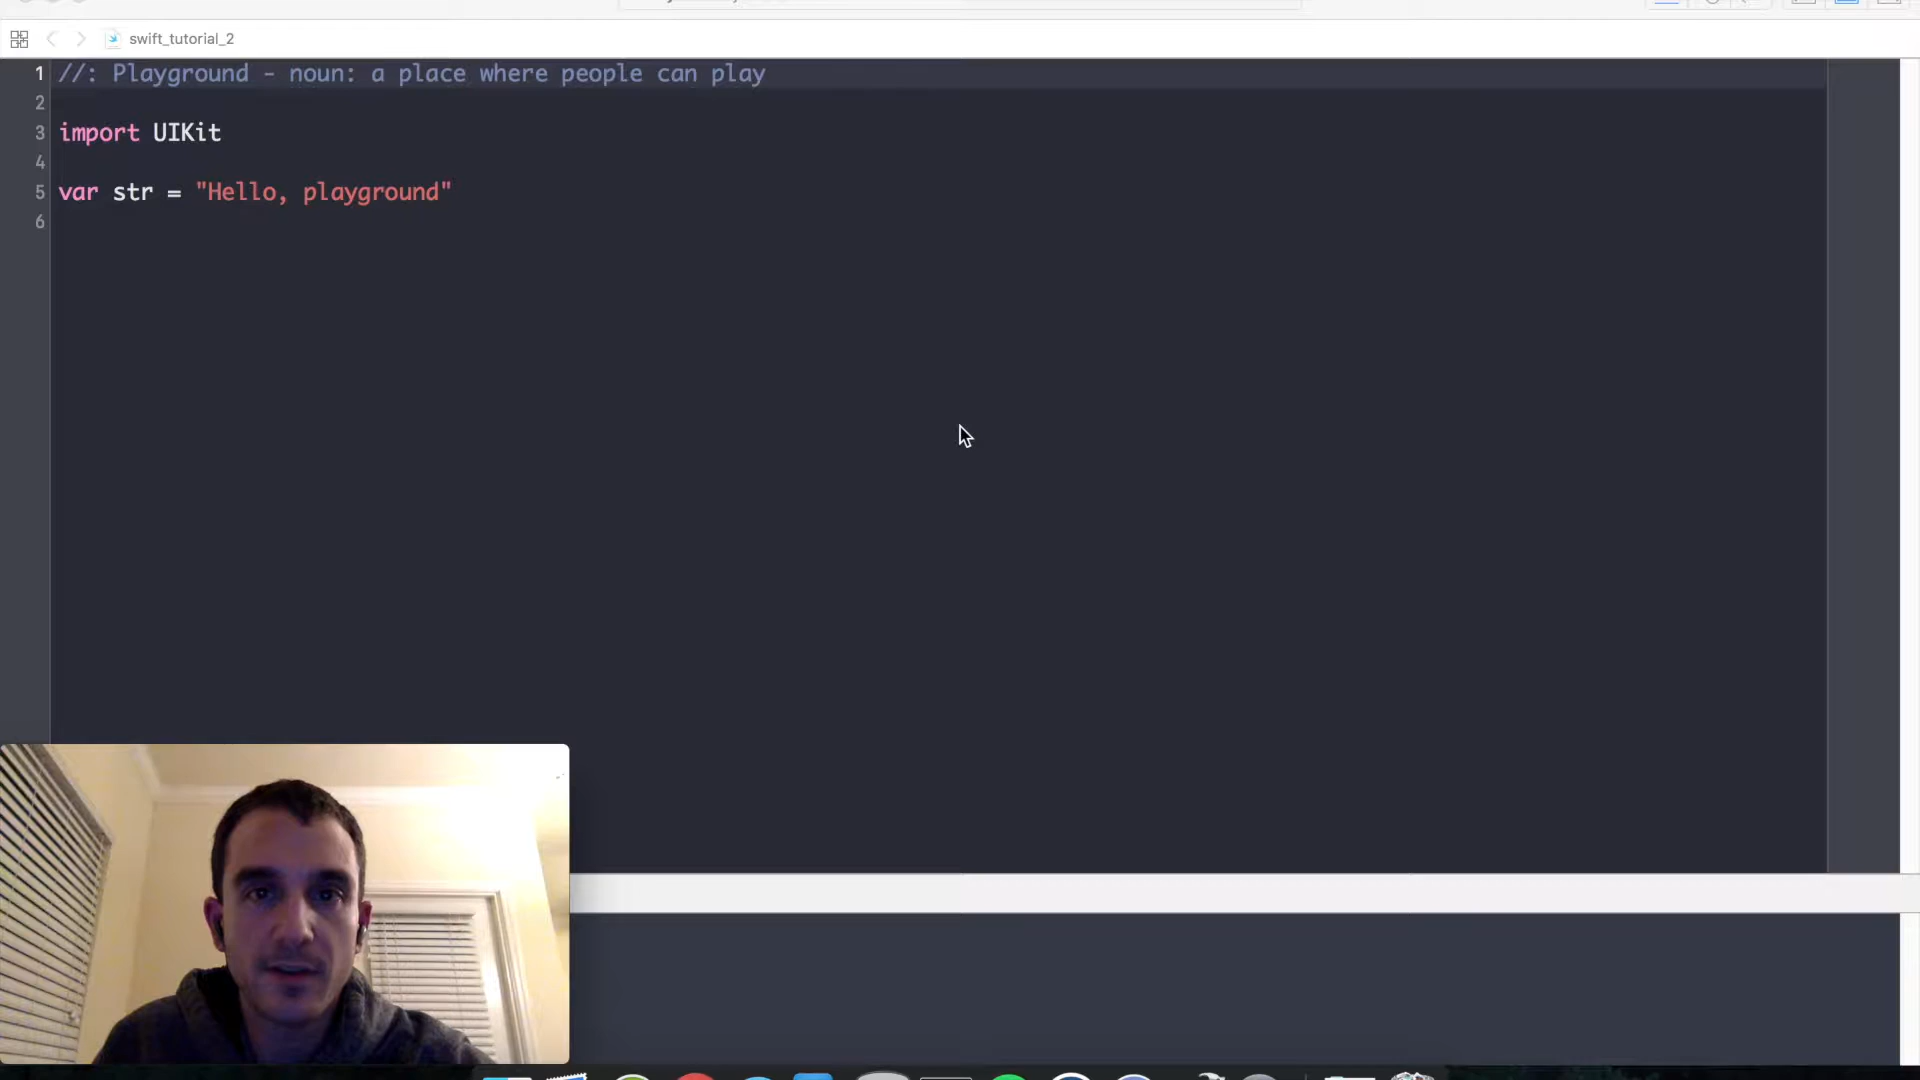 swift_tutorial_2
1 //: Playground - noun: a place where people can play
2
3 import UIKit
4
5 var str = "Hello, playground"
6